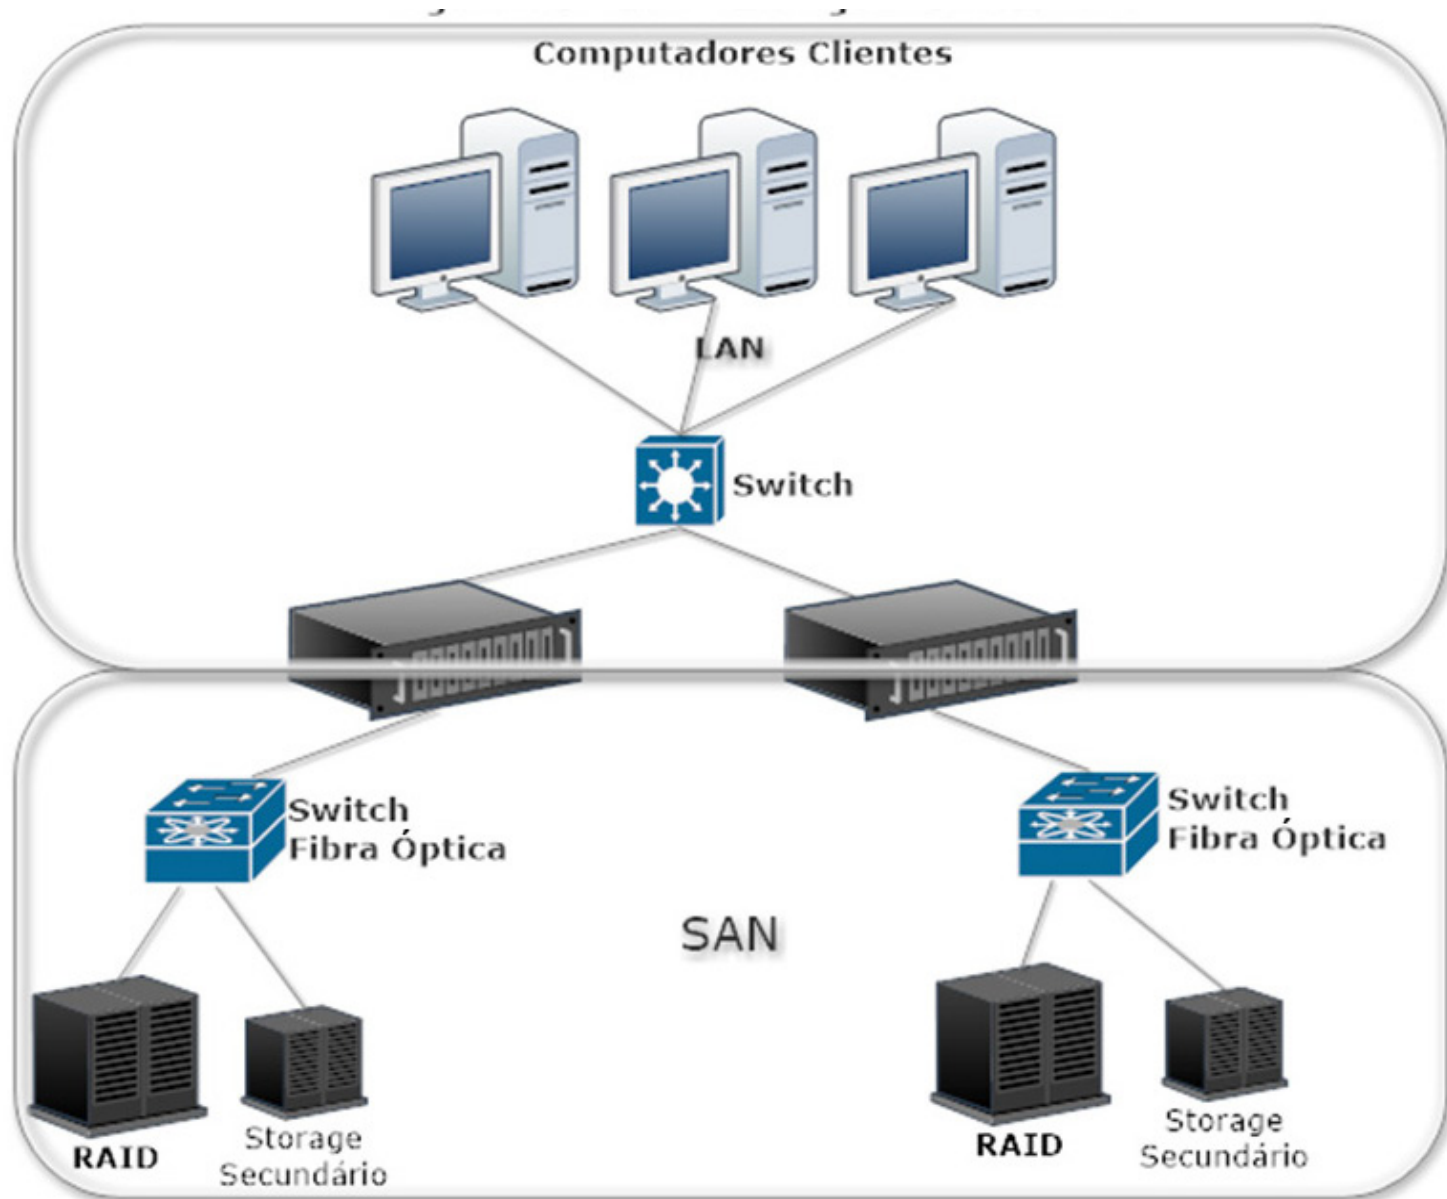 Computadores Clientes
LAN
Switch
Switch
Fibra Óptica
Switch
Fibra Óptica
SAN
RAID
Storage
Secundário
RAID
Storage
Secundário